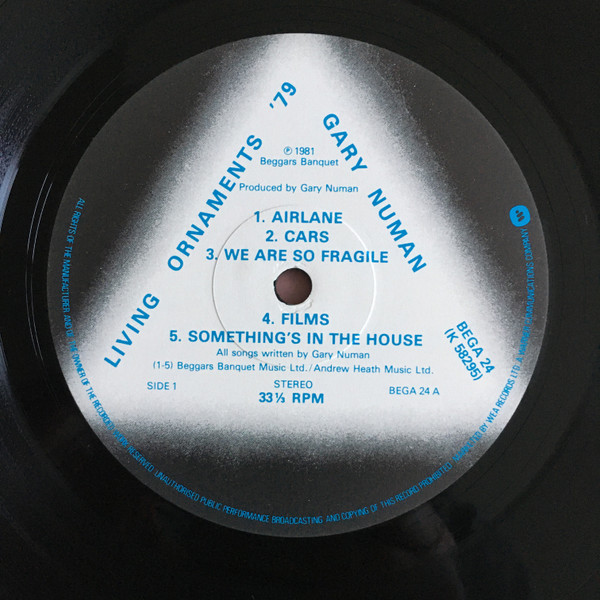 LIVING ORNAMENTS '79
GARY NUMAN
℗ 1981
Beggars Banquet
Produced by Gary Numan
1. AIRLANE
2. CARS
3. WE ARE SO FRAGILE
4. FILMS
5. SOMETHING'S IN THE HOUSE
All songs written by Gary Numan
(1-5) Beggars Banquet Music Ltd./Andrew Heath Music Ltd.
SIDE 1
STEREO
33⅓ RPM
BEGA 24 A
BEGA 24
(K 58295)
ALL RIGHTS OF THE MANUFACTURER AND OF THE OWNER OF THE RECORDED WORK RESERVED · UNAUTHORISED PUBLIC PERFORMANCE BROADCASTING AND COPYING OF THIS RECORD PROHIBITED · MANUFACTURED BY WEA RECORDS LTD. A WARNER COMMUNICATIONS COMPANY